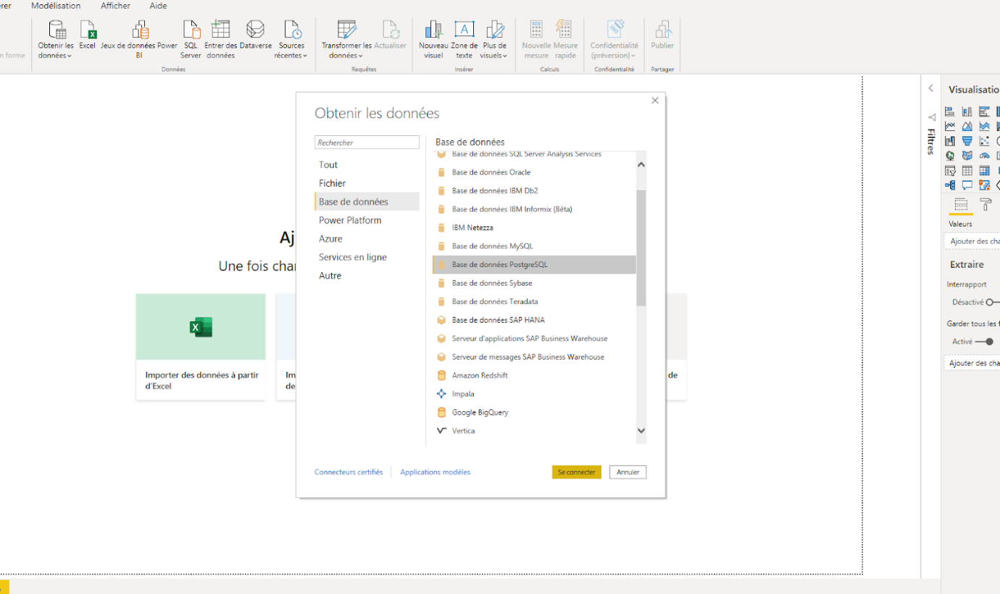 rer
Modélisation
Afficher
Aide
n forme
Obtenir les
données
Excel
Jeux de données Power
BI
SQL
Server
Entrer des
données
Dataverse
Sources
récentes
Transformer les
données
Actualiser
Nouveau
visuel
Zone de
texte
Plus de
visuels
Nouvelle
mesure
Mesure
rapide
Confidentialité
(préversion)
Publier
Données
Requêtes
Insérer
Calculs
Confidentialité
Partager
Obtenir les données
Rechercher
Tout
Fichier
Base de données
Power Platform
Azure
Services en ligne
Autre
Base de données
Base de données SQL Server Analysis Services
Base de données Oracle
Base de données IBM Db2
Base de données IBM Informix (Bêta)
IBM Netezza
Base de données MySQL
Base de données PostgreSQL
Base de données Sybase
Base de données Teradata
Base de données SAP HANA
Serveur d'applications SAP Business Warehouse
Serveur de messages SAP Business Warehouse
Amazon Redshift
Impala
Google BigQuery
Vertica
Connecteurs certifiés
Applications modèles
Se connecter
Annuler
Aj
Une fois char
Importer des données à partir
d'Excel
Im
de
de
Filtres
Visualisatio
Valeurs
Ajouter des cha
Extraire
Interrapport
Désactivé
Garder tous les f
Activé
Ajouter des cha